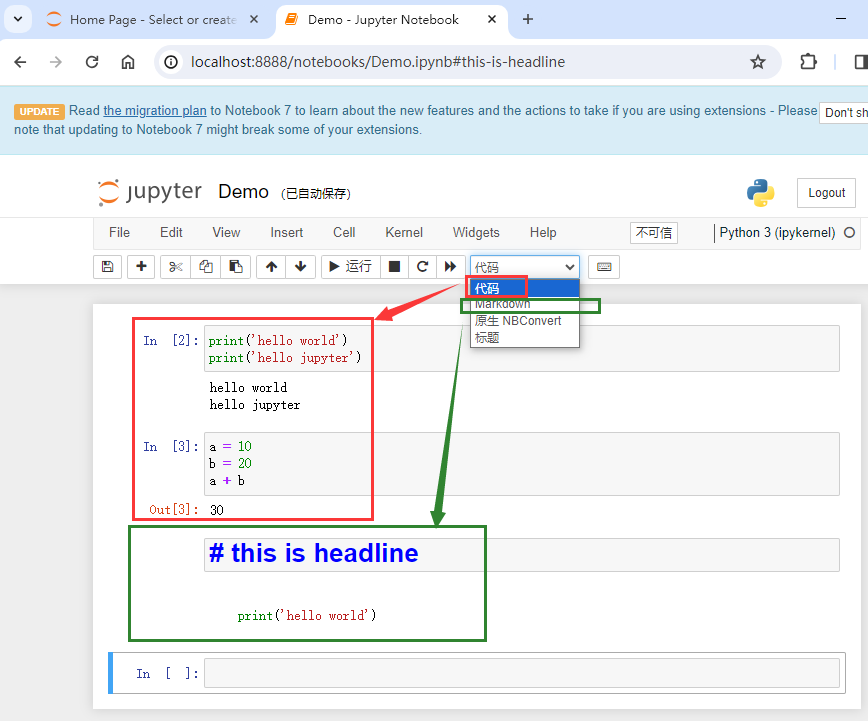 Home Page - Select or create
Demo - Jupyter Notebook
localhost:8888/notebooks/Demo.ipynb#this-is-headline
UPDATE Read the migration plan to Notebook 7 to learn about the new features and the actions to take if you are using extensions - Please
note that updating to Notebook 7 might break some of your extensions.
Don't sh
jupyter Demo (已自动保存)
Logout
File Edit View Insert Cell Kernel Widgets Help 不可信 Python 3 (ipykernel)
运行 代码
代码
Markdown
原生 NBConvert
标题
In [2]: print('hello world')
print('hello jupyter')
hello world
hello jupyter
In [3]: a = 10
b = 20
a + b
Out[3]: 30
# this is headline
print('hello world')
In [ ]: